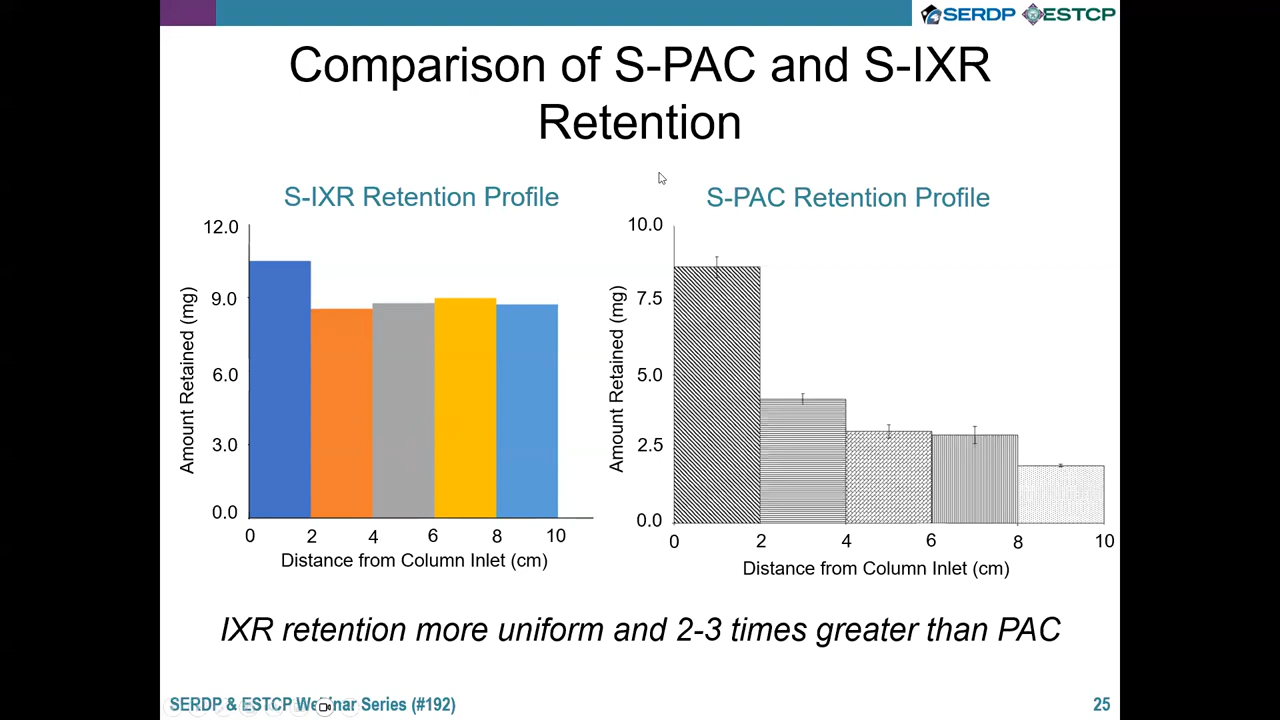 SERDP ESTCP
Comparison of S-PAC and S-IXR
Retention
S-IXR Retention Profile
12.0
9.0
6.0
3.0
0.0
Amount Retained (mg)
0 2 4 6 8 10
Distance from Column Inlet (cm)
S-PAC Retention Profile
10.0
7.5
5.0
2.5
0.0
Amount Retained (mg)
0 2 4 6 8 10
Distance from Column Inlet (cm)
IXR retention more uniform and 2-3 times greater than PAC
SERDP & ESTCP Webinar Series (#192)
25